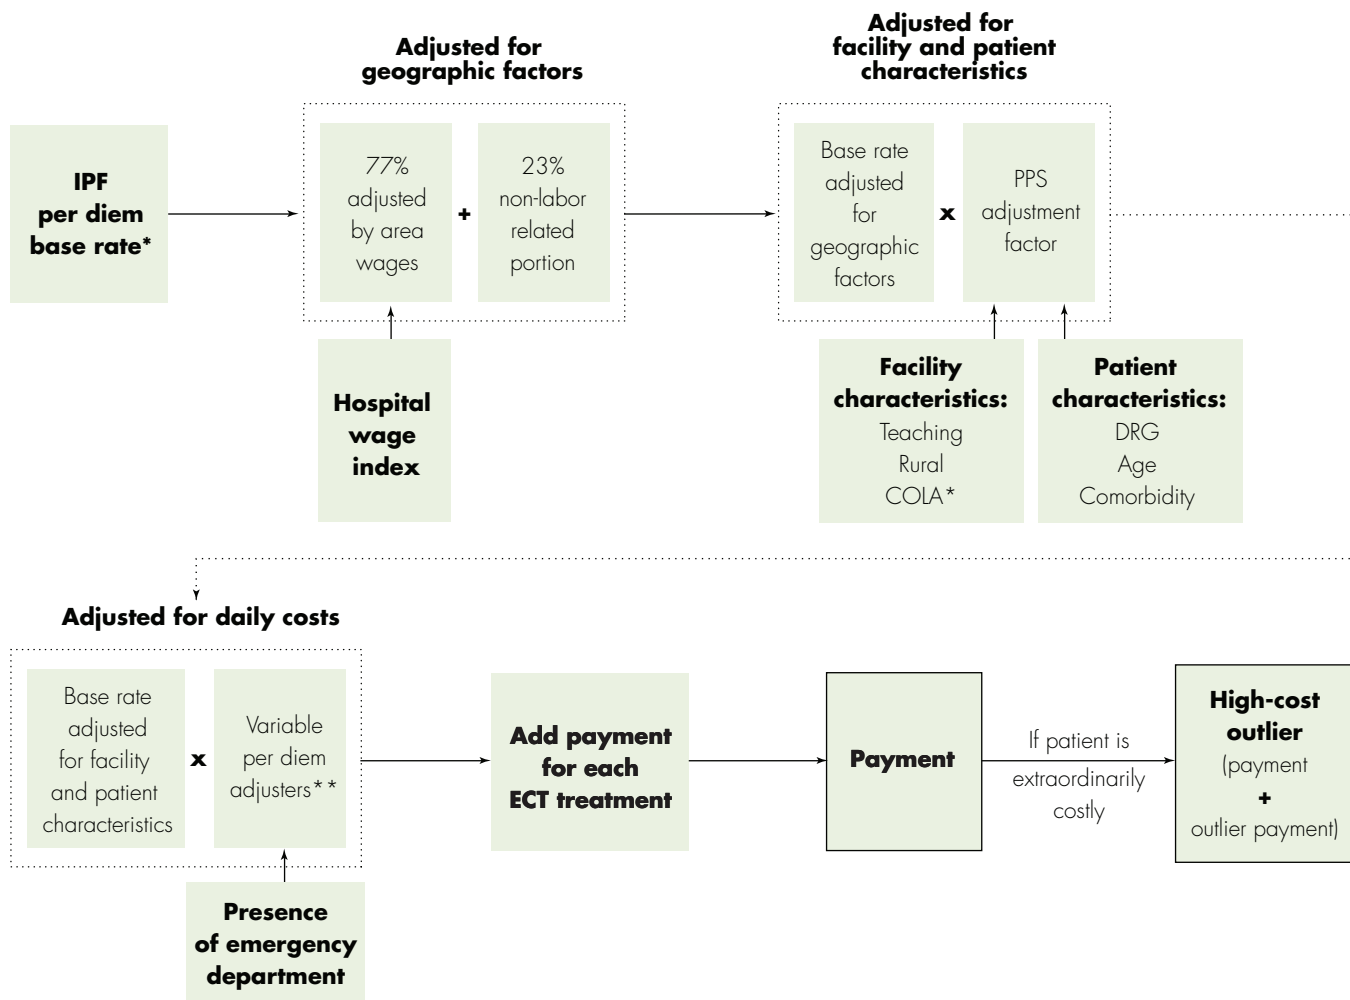 Adjusted for
geographic factors
Adjusted for
facility and patient
characteristics
IPF
per diem
base rate*
77%
adjusted
by area
wages
+
23%
non-labor
related
portion
Base rate
adjusted
for
geographic
factors
x
PPS
adjustment
factor
Hospital
wage
index
Facility
characteristics:
Teaching
Rural
COLA*
Patient
characteristics:
DRG
Age
Comorbidity
Adjusted for daily costs
Base rate
adjusted
for facility
and patient
characteristics
x
Variable
per diem
adjusters**
Presence
of emergency
department
Add payment
for each
ECT treatment
Payment
If patient is
extraordinarily
costly
High-cost
outlier
(payment
+
outlier payment)